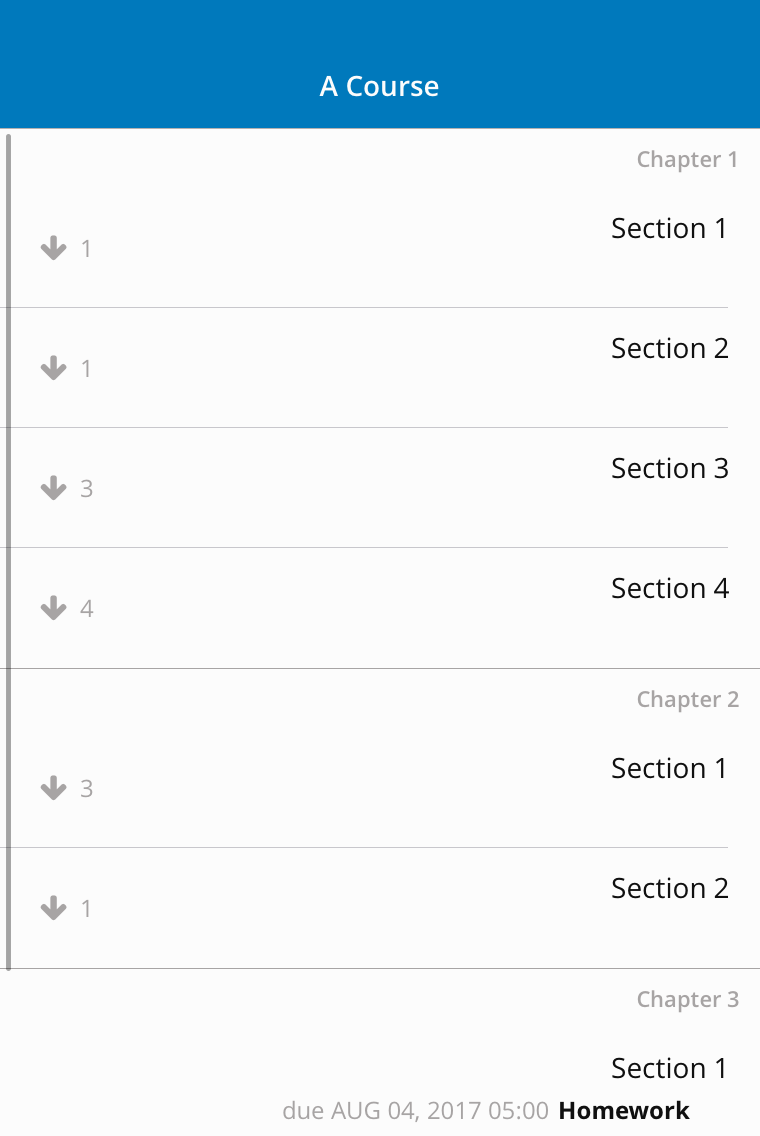 A Course
Chapter 1
Section 1
1
Section 2
1
Section 3
3
Section 4
4
Chapter 2
Section 1
3
Section 2
1
Chapter 3
Section 1
due AUG 04, 2017 05:00 Homework